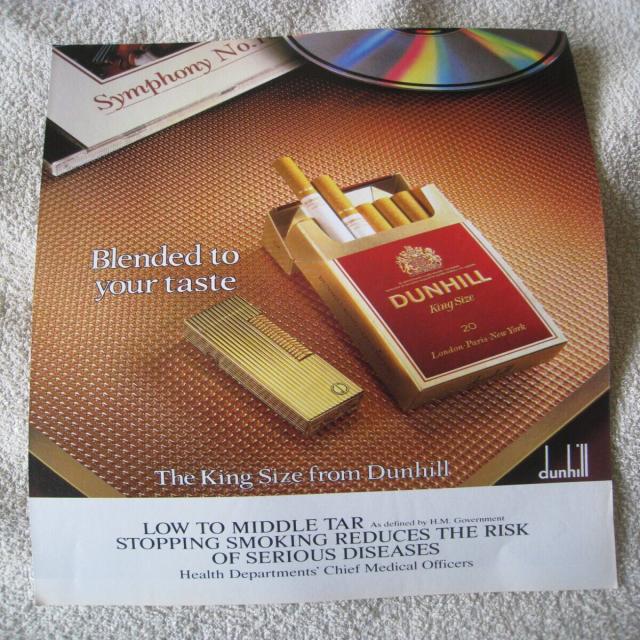 Symphony No.
Blended to
your taste
DUNHILL
King Size
20
London·Paris·New York
The King Size from Dunhill
dunhill
LOW TO MIDDLE TAR As defined by H.M. Government
STOPPING SMOKING REDUCES THE RISK
OF SERIOUS DISEASES
Health Departments' Chief Medical Officers